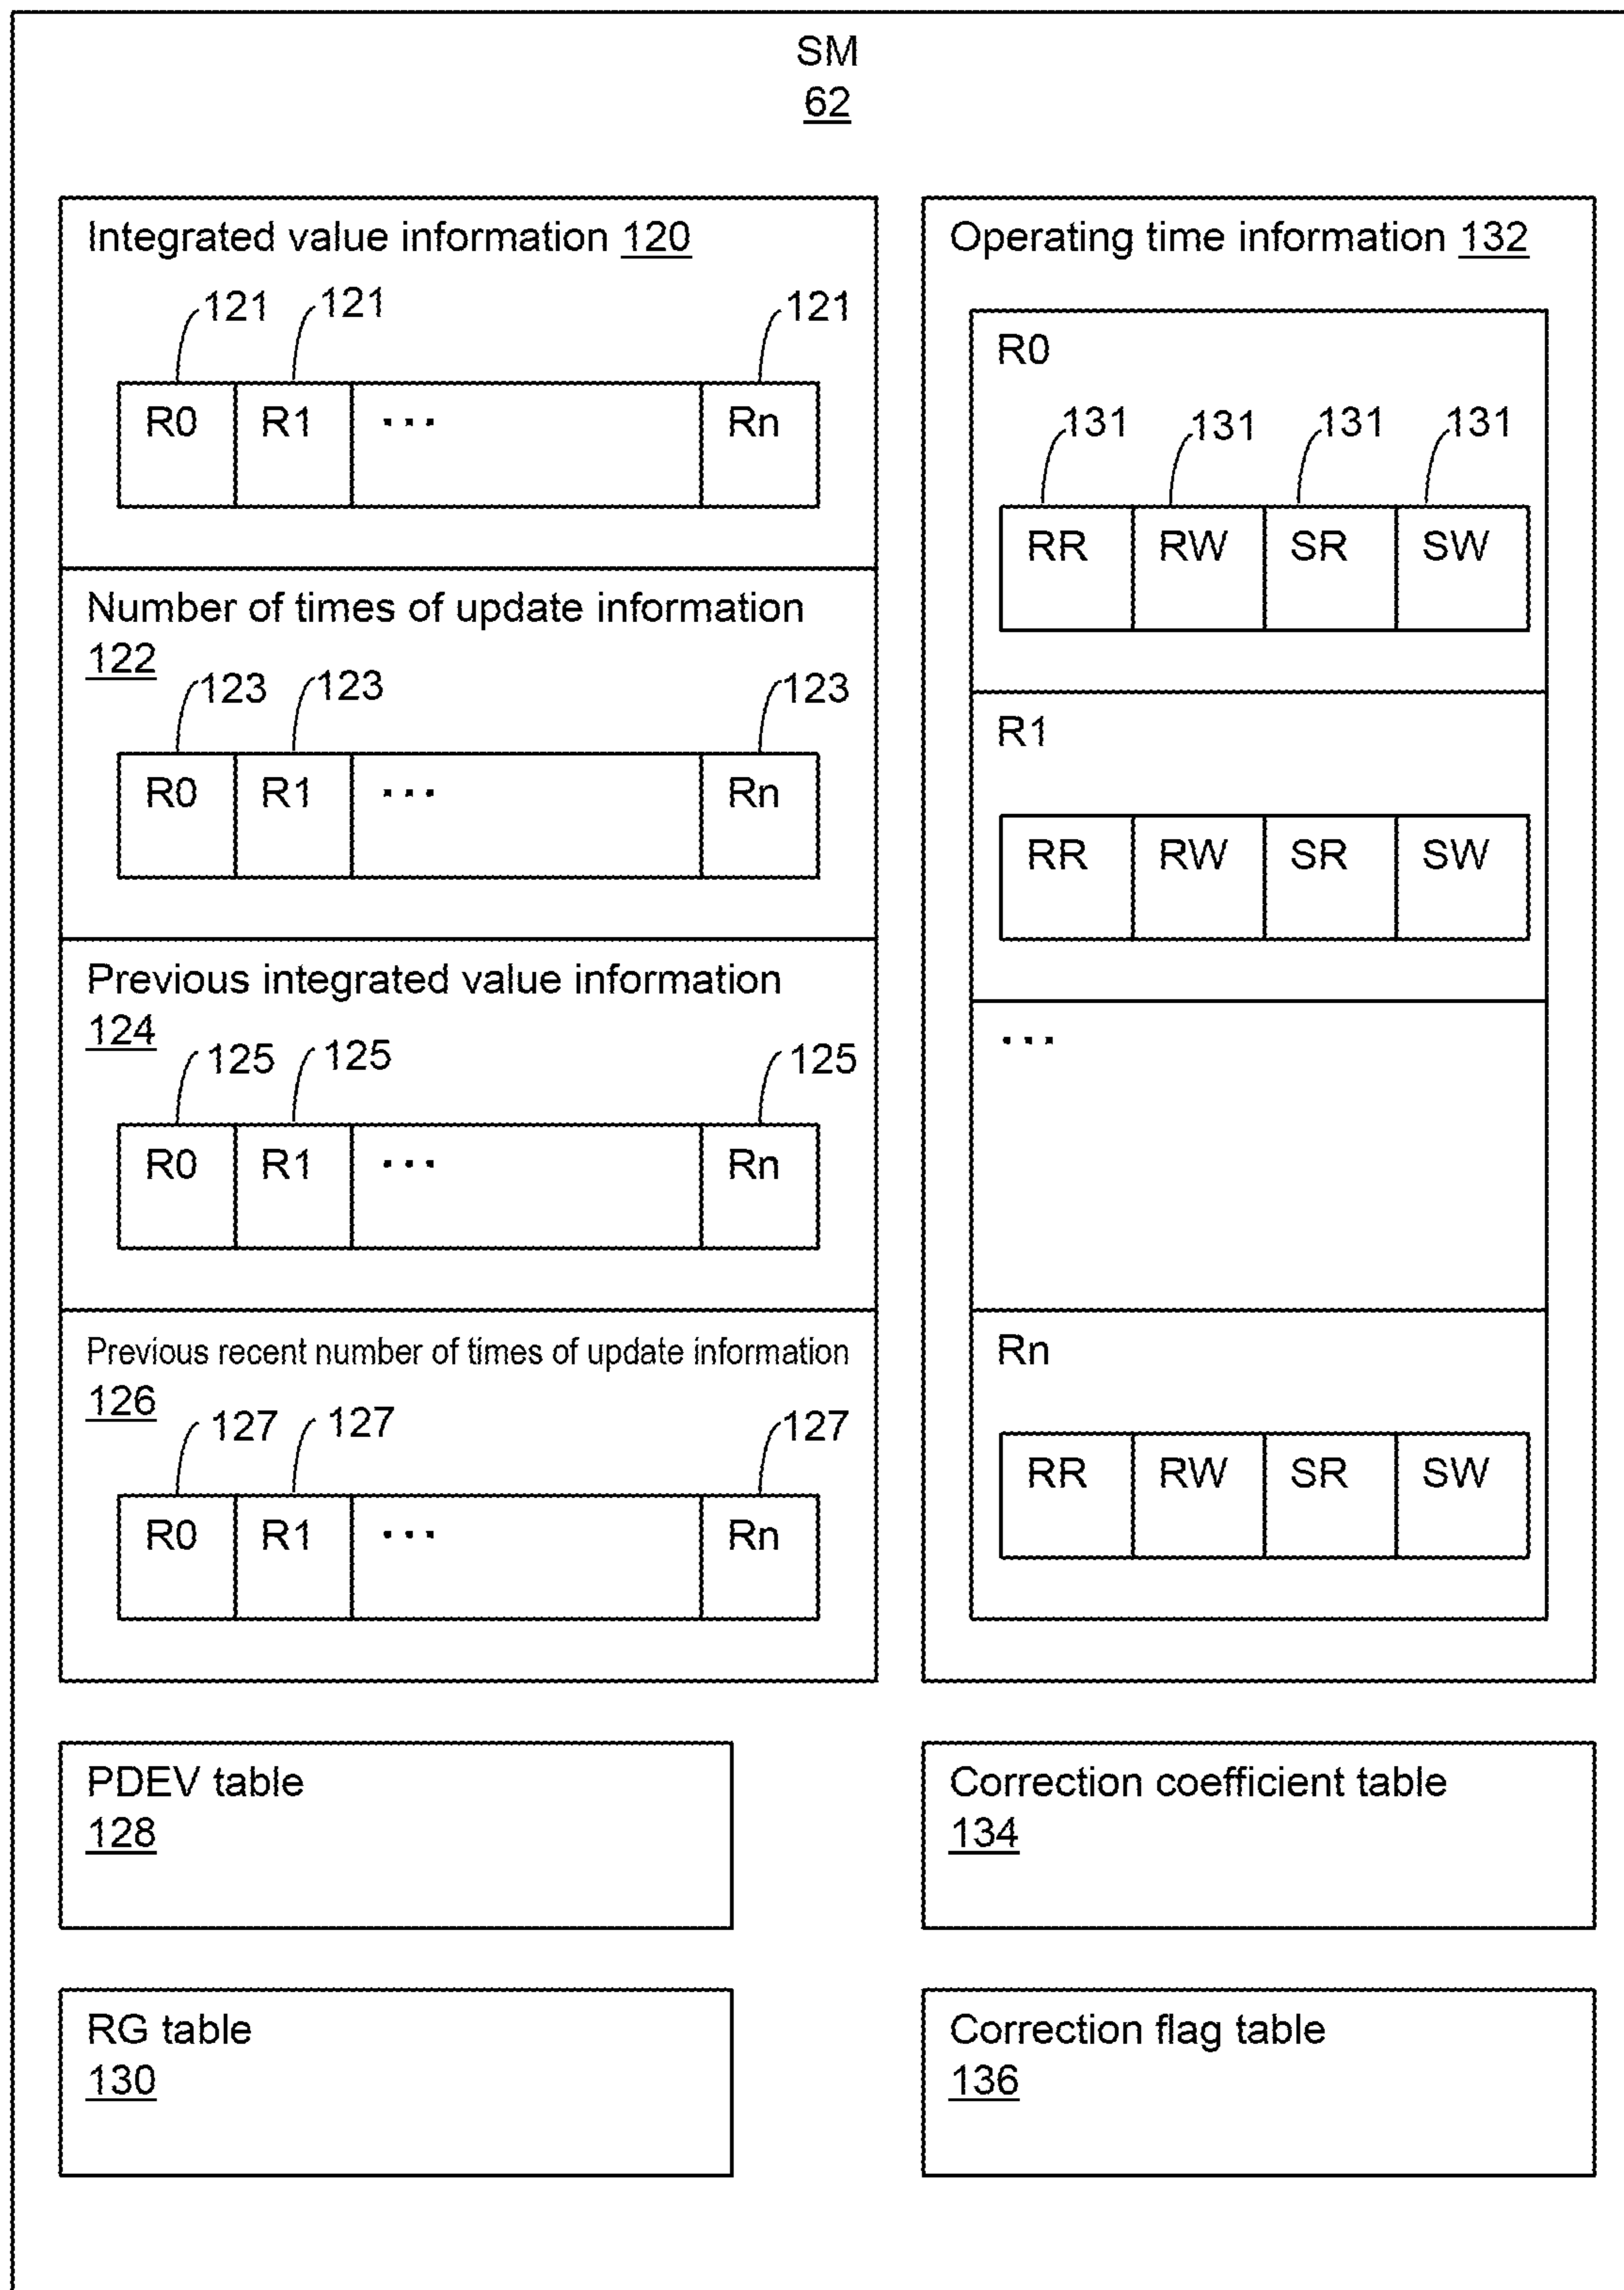 SM
62
Integrated value information 120
121 121 121
R0 R1 ... Rn
Number of times of update information
122
123 123 123
R0 R1 ... Rn
Previous integrated value information
124
125 125 125
R0 R1 ... Rn
Previous recent number of times of update information
126
127 127 127
R0 R1 ... Rn
Operating time information 132
R0
131 131 131 131
RR RW SR SW
R1
RR RW SR SW
...
Rn
RR RW SR SW
PDEV table
128
Correction coefficient table
134
RG table
130
Correction flag table
136